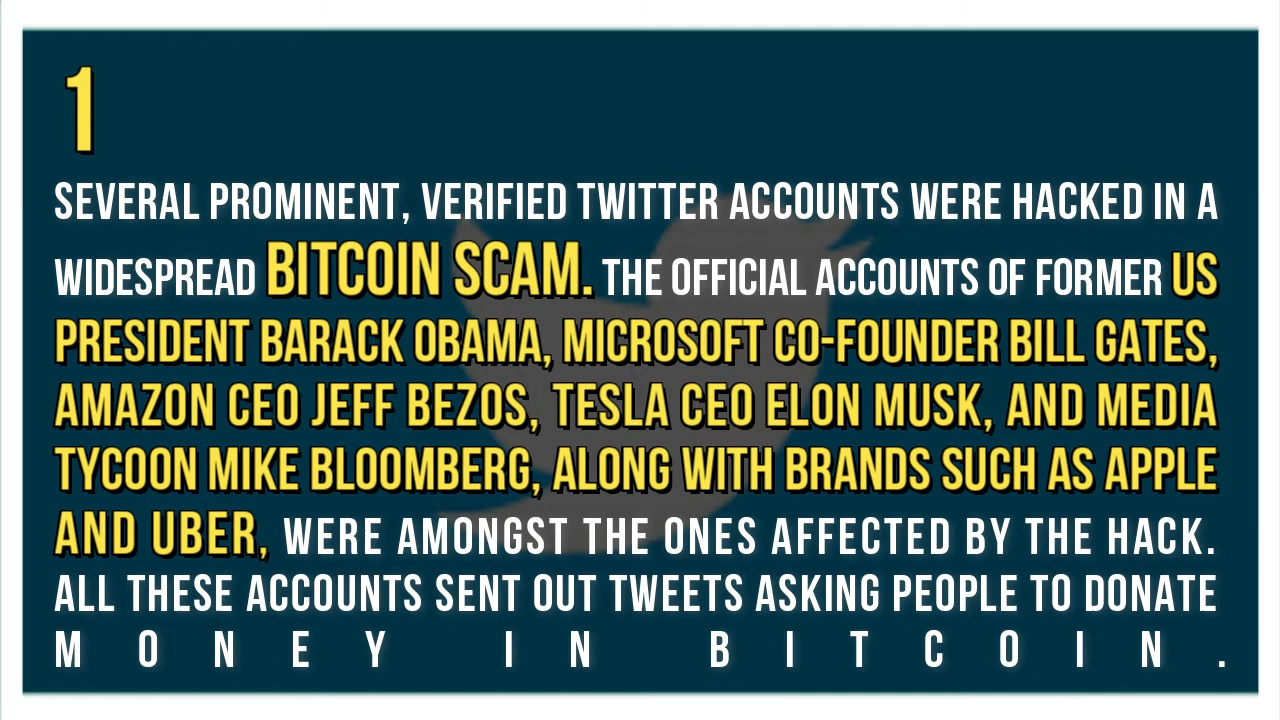 1
SEVERAL PROMINENT, VERIFIED TWITTER ACCOUNTS WERE HACKED IN A
WIDESPREAD BITCOIN SCAM. THE OFFICIAL ACCOUNTS OF FORMER US
PRESIDENT BARACK OBAMA, MICROSOFT CO-FOUNDER BILL GATES,
AMAZON CEO JEFF BEZOS, TESLA CEO ELON MUSK, AND MEDIA
TYCOON MIKE BLOOMBERG, ALONG WITH BRANDS SUCH AS APPLE
AND UBER, WERE AMONGST THE ONES AFFECTED BY THE HACK.
ALL THESE ACCOUNTS SENT OUT TWEETS ASKING PEOPLE TO DONATE
MONEY IN BITCOIN.